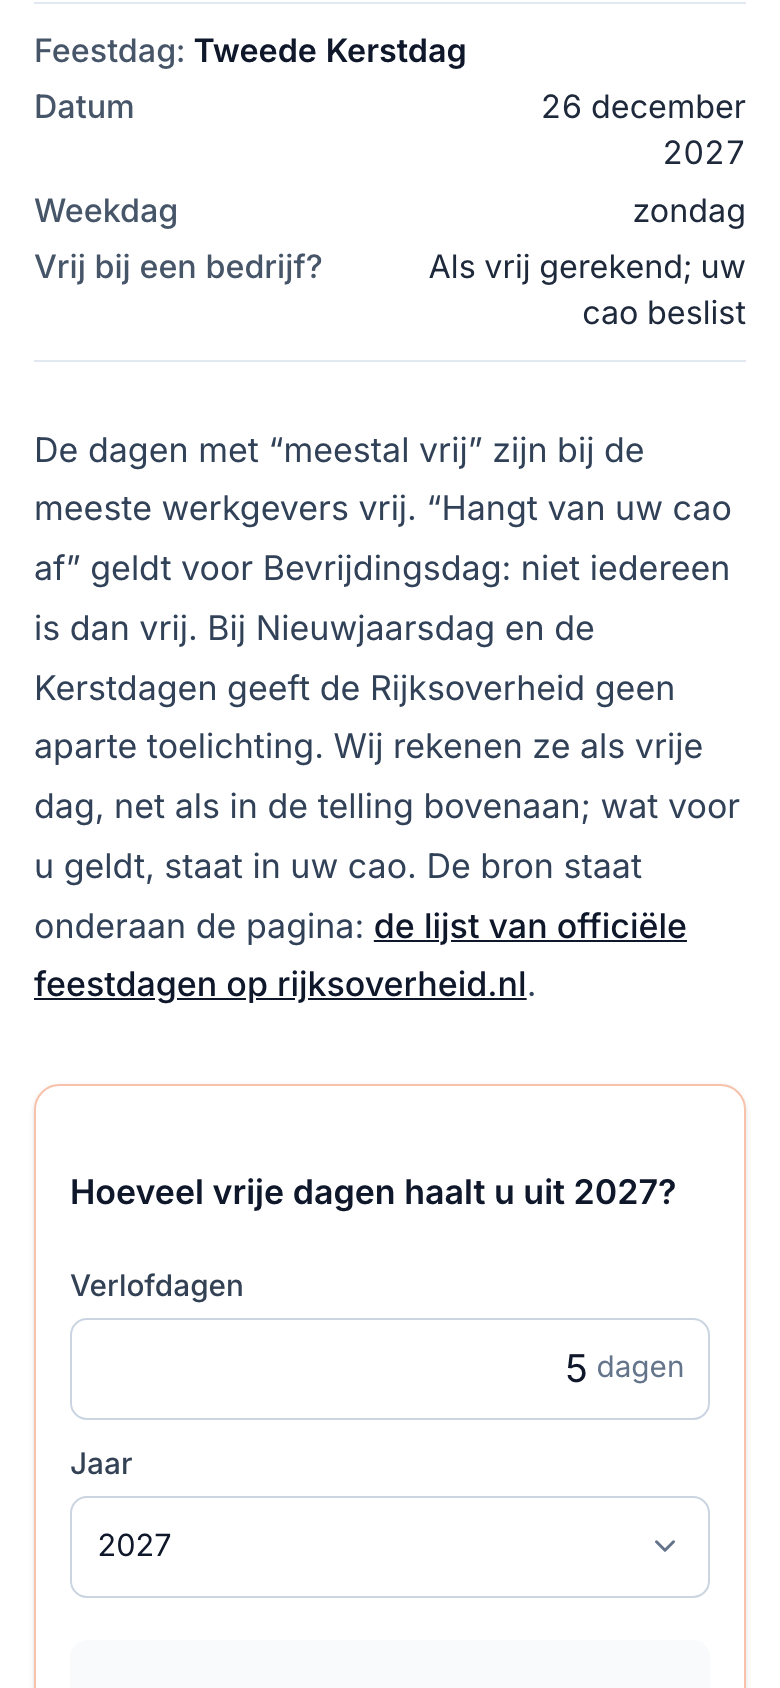 Feestdag: Tweede Kerstdag
Datum 26 december
2027
Weekdag zondag
Vrij bij een bedrijf? Als vrij gerekend; uw
cao beslist
De dagen met “meestal vrij” zijn bij de
meeste werkgevers vrij. “Hangt van uw cao
af” geldt voor Bevrijdingsdag: niet iedereen
is dan vrij. Bij Nieuwjaarsdag en de
Kerstdagen geeft de Rijksoverheid geen
aparte toelichting. Wij rekenen ze als vrije
dag, net als in de telling bovenaan; wat voor
u geldt, staat in uw cao. De bron staat
onderaan de pagina: de lijst van officiële
feestdagen op rijksoverheid.nl.
Hoeveel vrije dagen haalt u uit 2027?
Verlofdagen
5 dagen
Jaar
2027